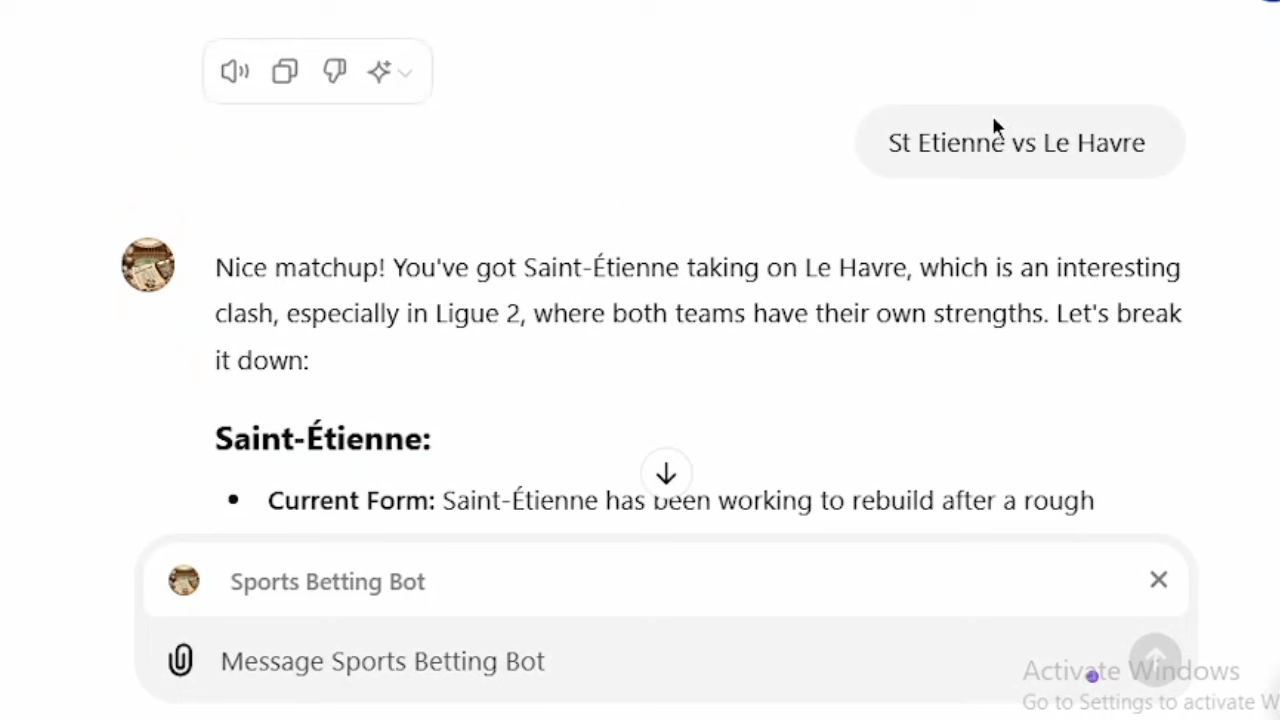 St Etienne vs Le Havre
Nice matchup! You've got Saint-Étienne taking on Le Havre, which is an interesting
clash, especially in Ligue 2, where both teams have their own strengths. Let's break
it down:
Saint-Étienne:
• Current Form: Saint-Étienne has been working to rebuild after a rough
Sports Betting Bot
Message Sports Betting Bot
Activate Windows
Go to Settings to activate W